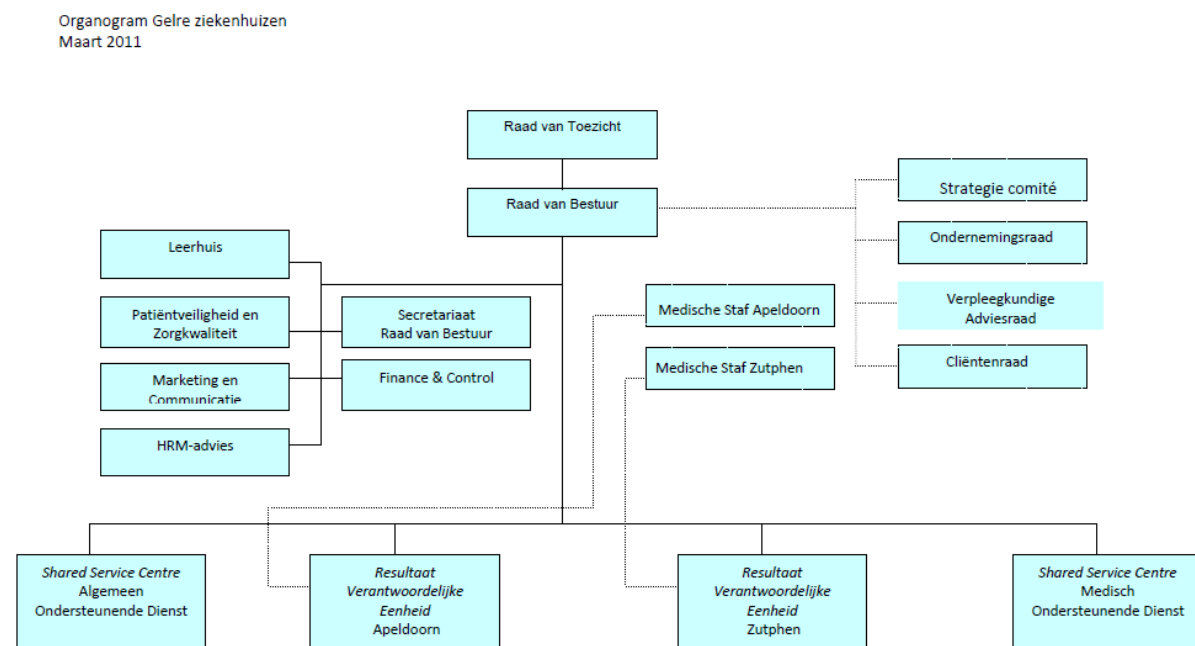 Organogram Gelre ziekenhuizen
Maart 2011
Raad van Toezicht
Raad van Bestuur
Strategie comité
Ondernemingsraad
Verpleegkundige
Adviesraad
Cliëntenraad
Leerhuis
Patiëntveiligheid en
Zorgkwaliteit
Secretariaat
Raad van Bestuur
Marketing en
Communicatie
Finance & Control
HRM-advies
Medische Staf Apeldoorn
Medische Staf Zutphen
Shared Service Centre
Algemeen
Ondersteunende Dienst
Resultaat
Verantwoordelijke
Eenheid
Apeldoorn
Resultaat
Verantwoordelijke
Eenheid
Zutphen
Shared Service Centre
Medisch
Ondersteunende Dienst